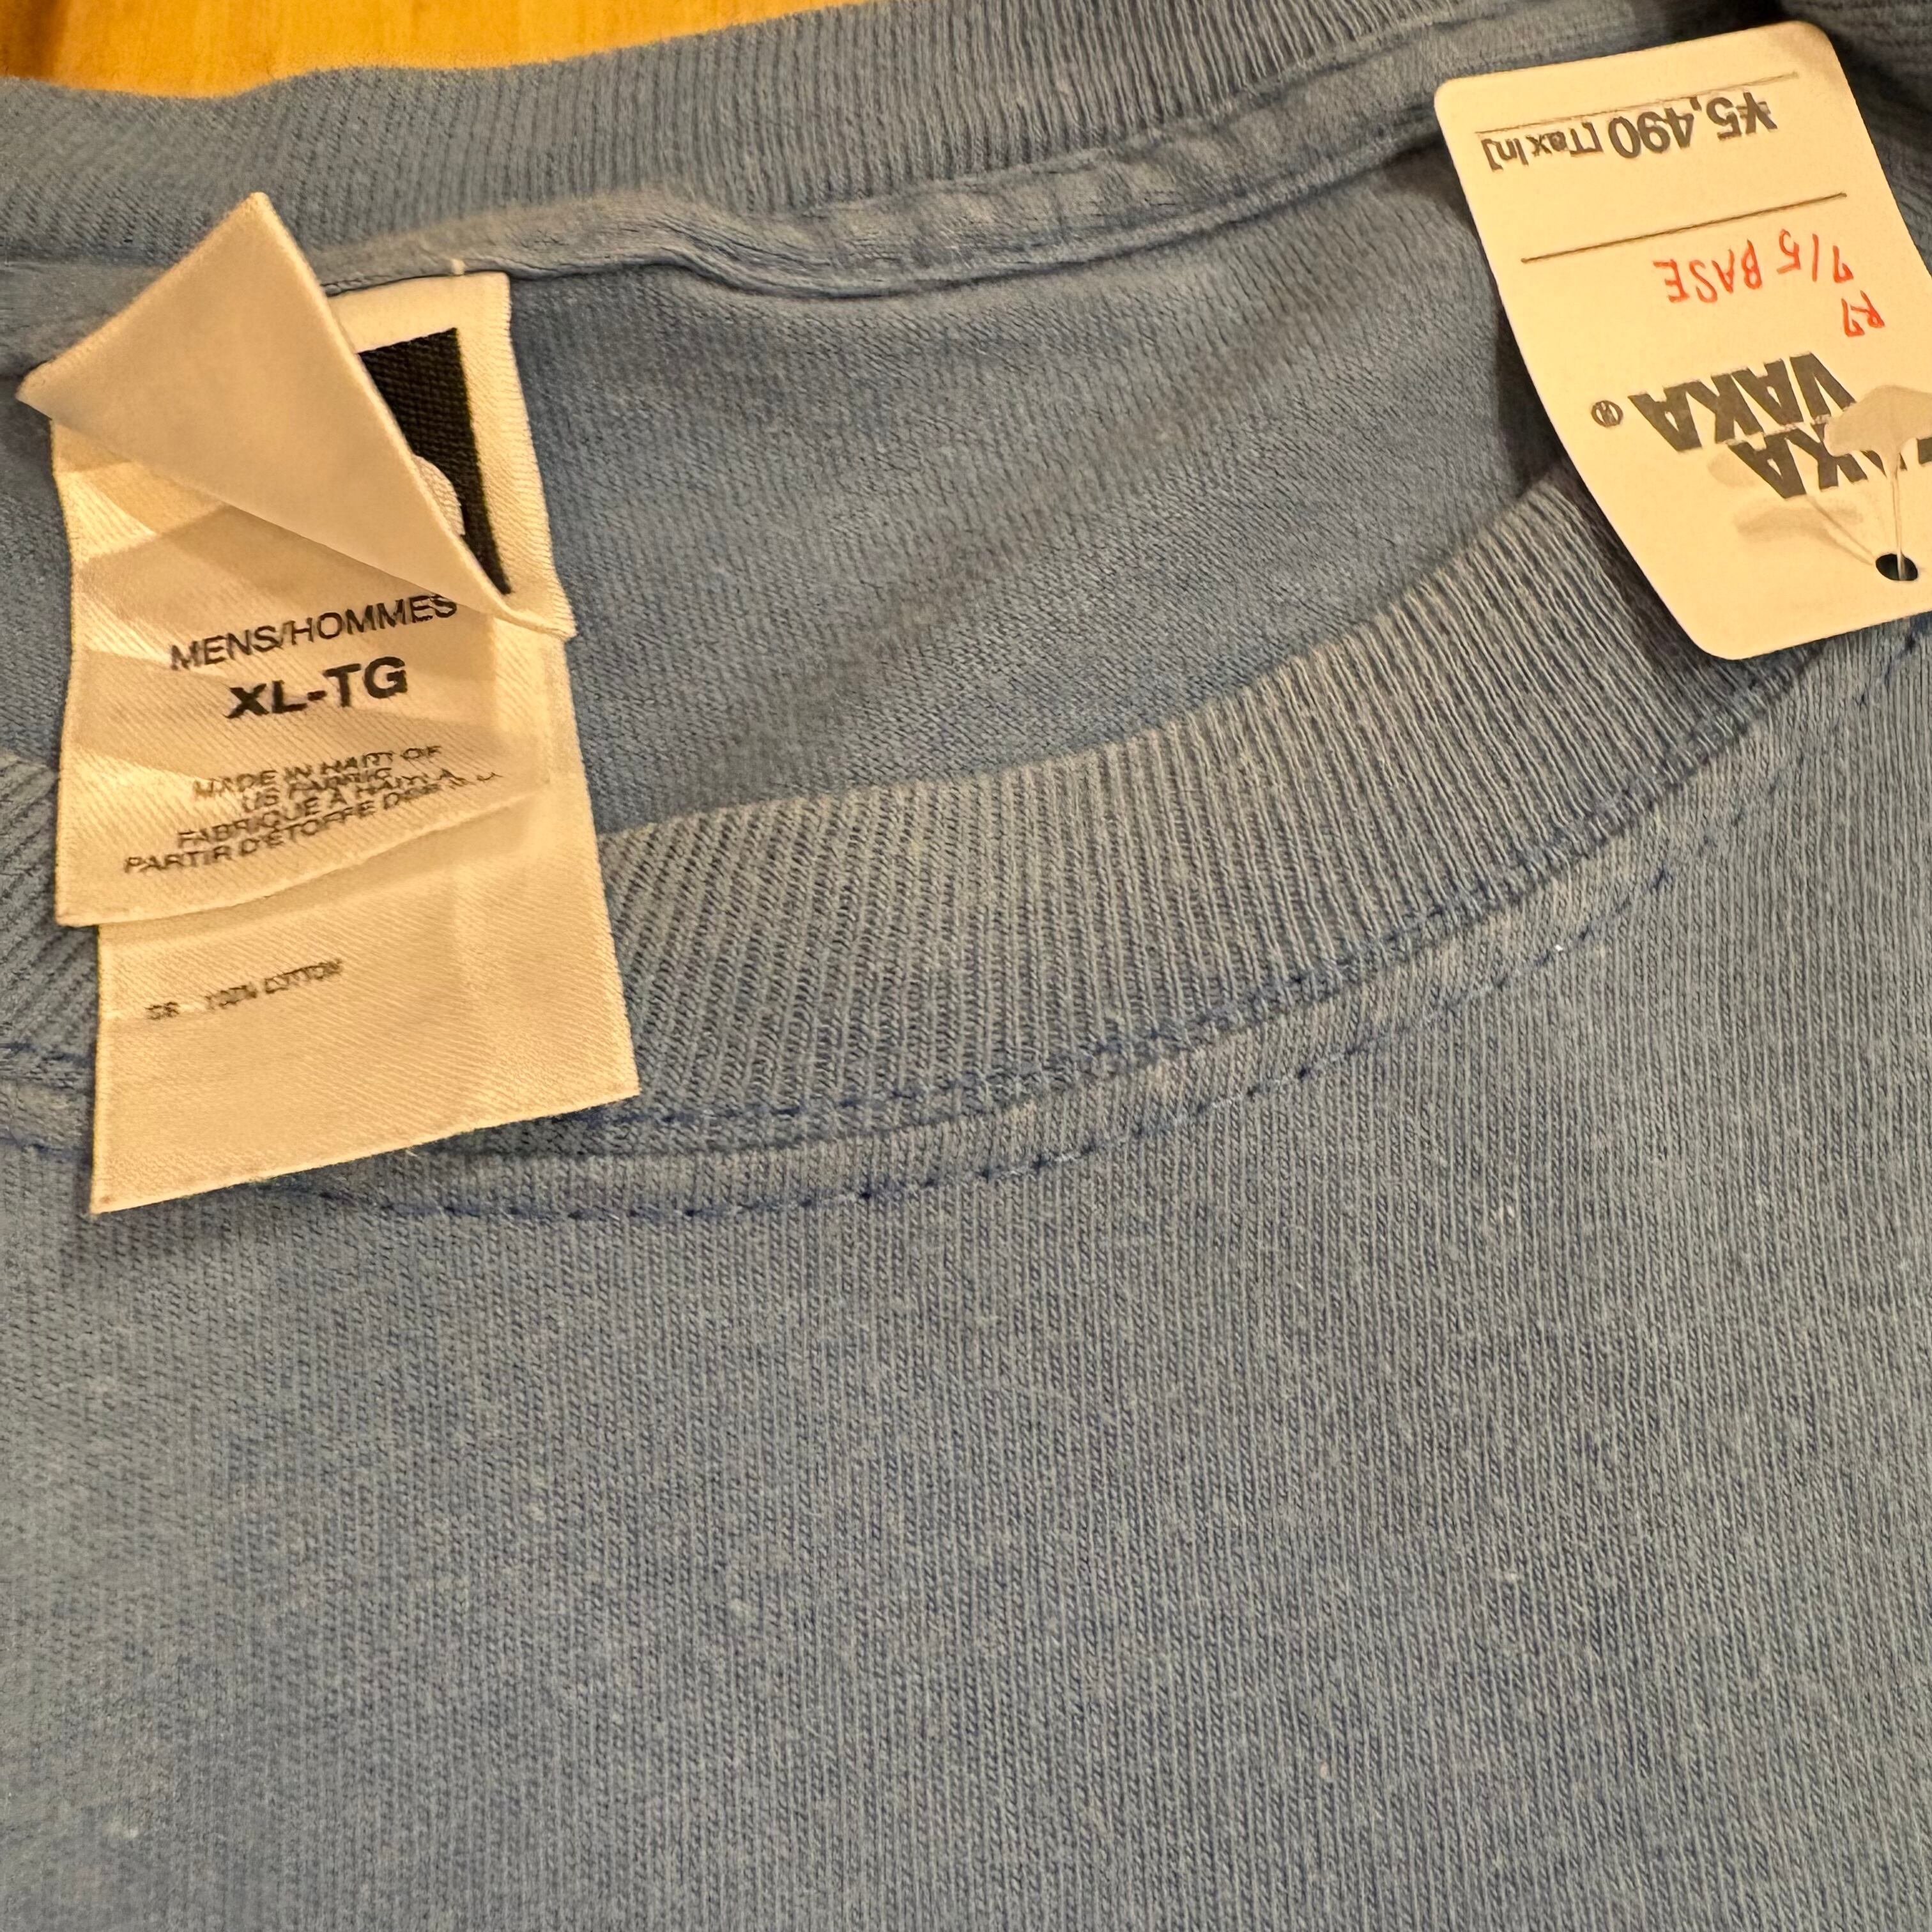 MENS/HOMMES
XL-TG
MADE IN HAITI OF
US FABRIC
FABRIQUÉ À HAITI À
PARTIR D'ÉTOFFE DES
100% COTTON
VAKA
R7
7/5 BASE
¥5,490 [Tax In]